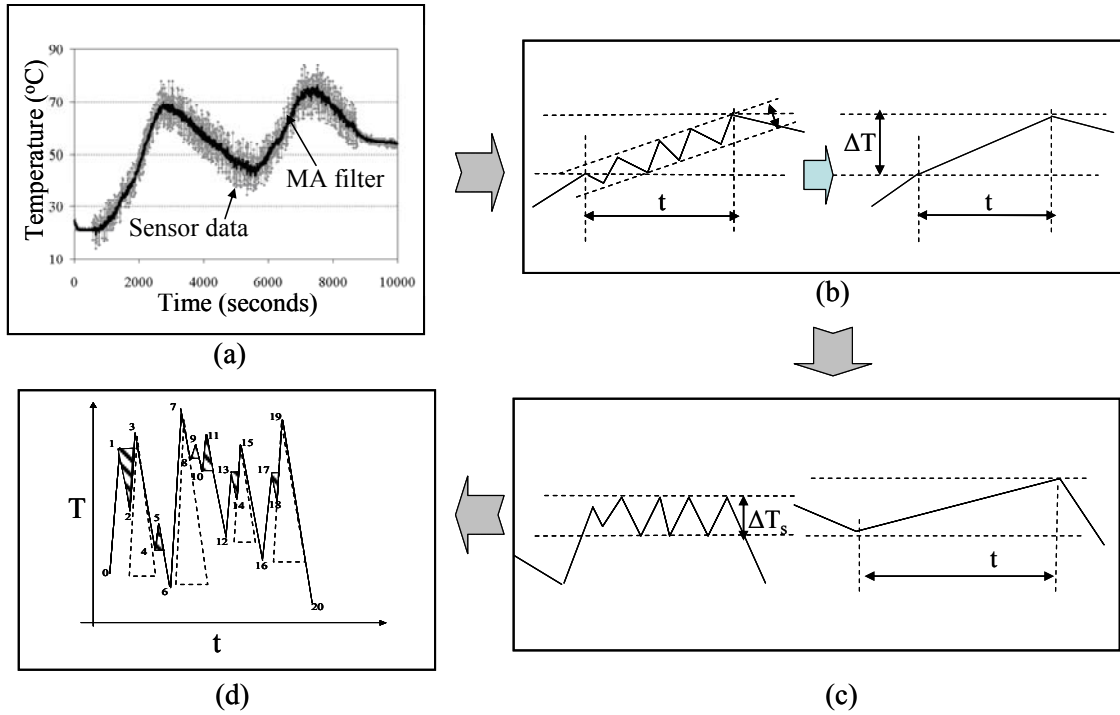 90
70
50
30
10
Temperature (ºC)
MA filter
Sensor data
0
2000
4000
6000
8000
10000
Time (seconds)
(a)
t
ΔT
t
(b)
ΔTs
t
(c)
T
0
1
2
3
4
5
6
7
8
9
10
11
12
13
14
15
16
17
18
19
20
t
(d)